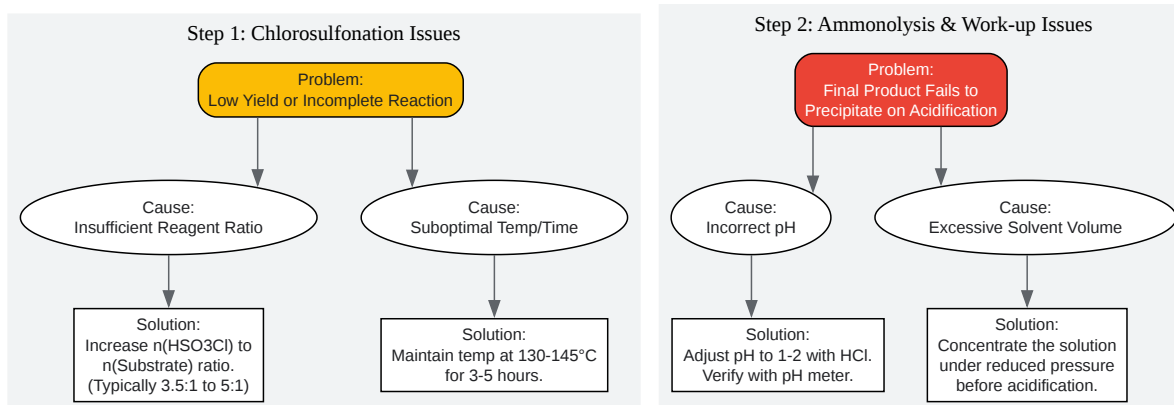 Step 1: Chlorosulfonation Issues
Problem:
Low Yield or Incomplete Reaction
Cause:
Insufficient Reagent Ratio
Cause:
Suboptimal Temp/Time
Solution:
Increase n(HSO3Cl) to
n(Substrate) ratio.
(Typically 3.5:1 to 5:1)
Solution:
Maintain temp at 130-145°C
for 3-5 hours.
Step 2: Ammonolysis & Work-up Issues
Problem:
Final Product Fails to
Precipitate on Acidification
Cause:
Incorrect pH
Cause:
Excessive Solvent Volume
Solution:
Adjust pH to 1-2 with HCl.
Verify with pH meter.
Solution:
Concentrate the solution
under reduced pressure
before acidification.